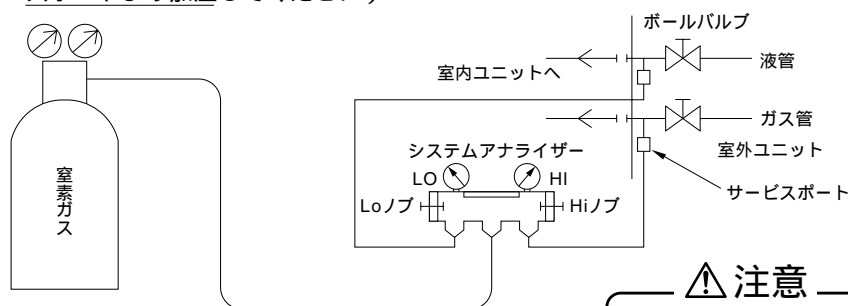 ボールバルブ
液管
室内ユニットへ
ガス管
システムアナライザー
室外ユニット
LO
HI
サービスポート
Loノブ
Hiノブ
窒素ガス
注意